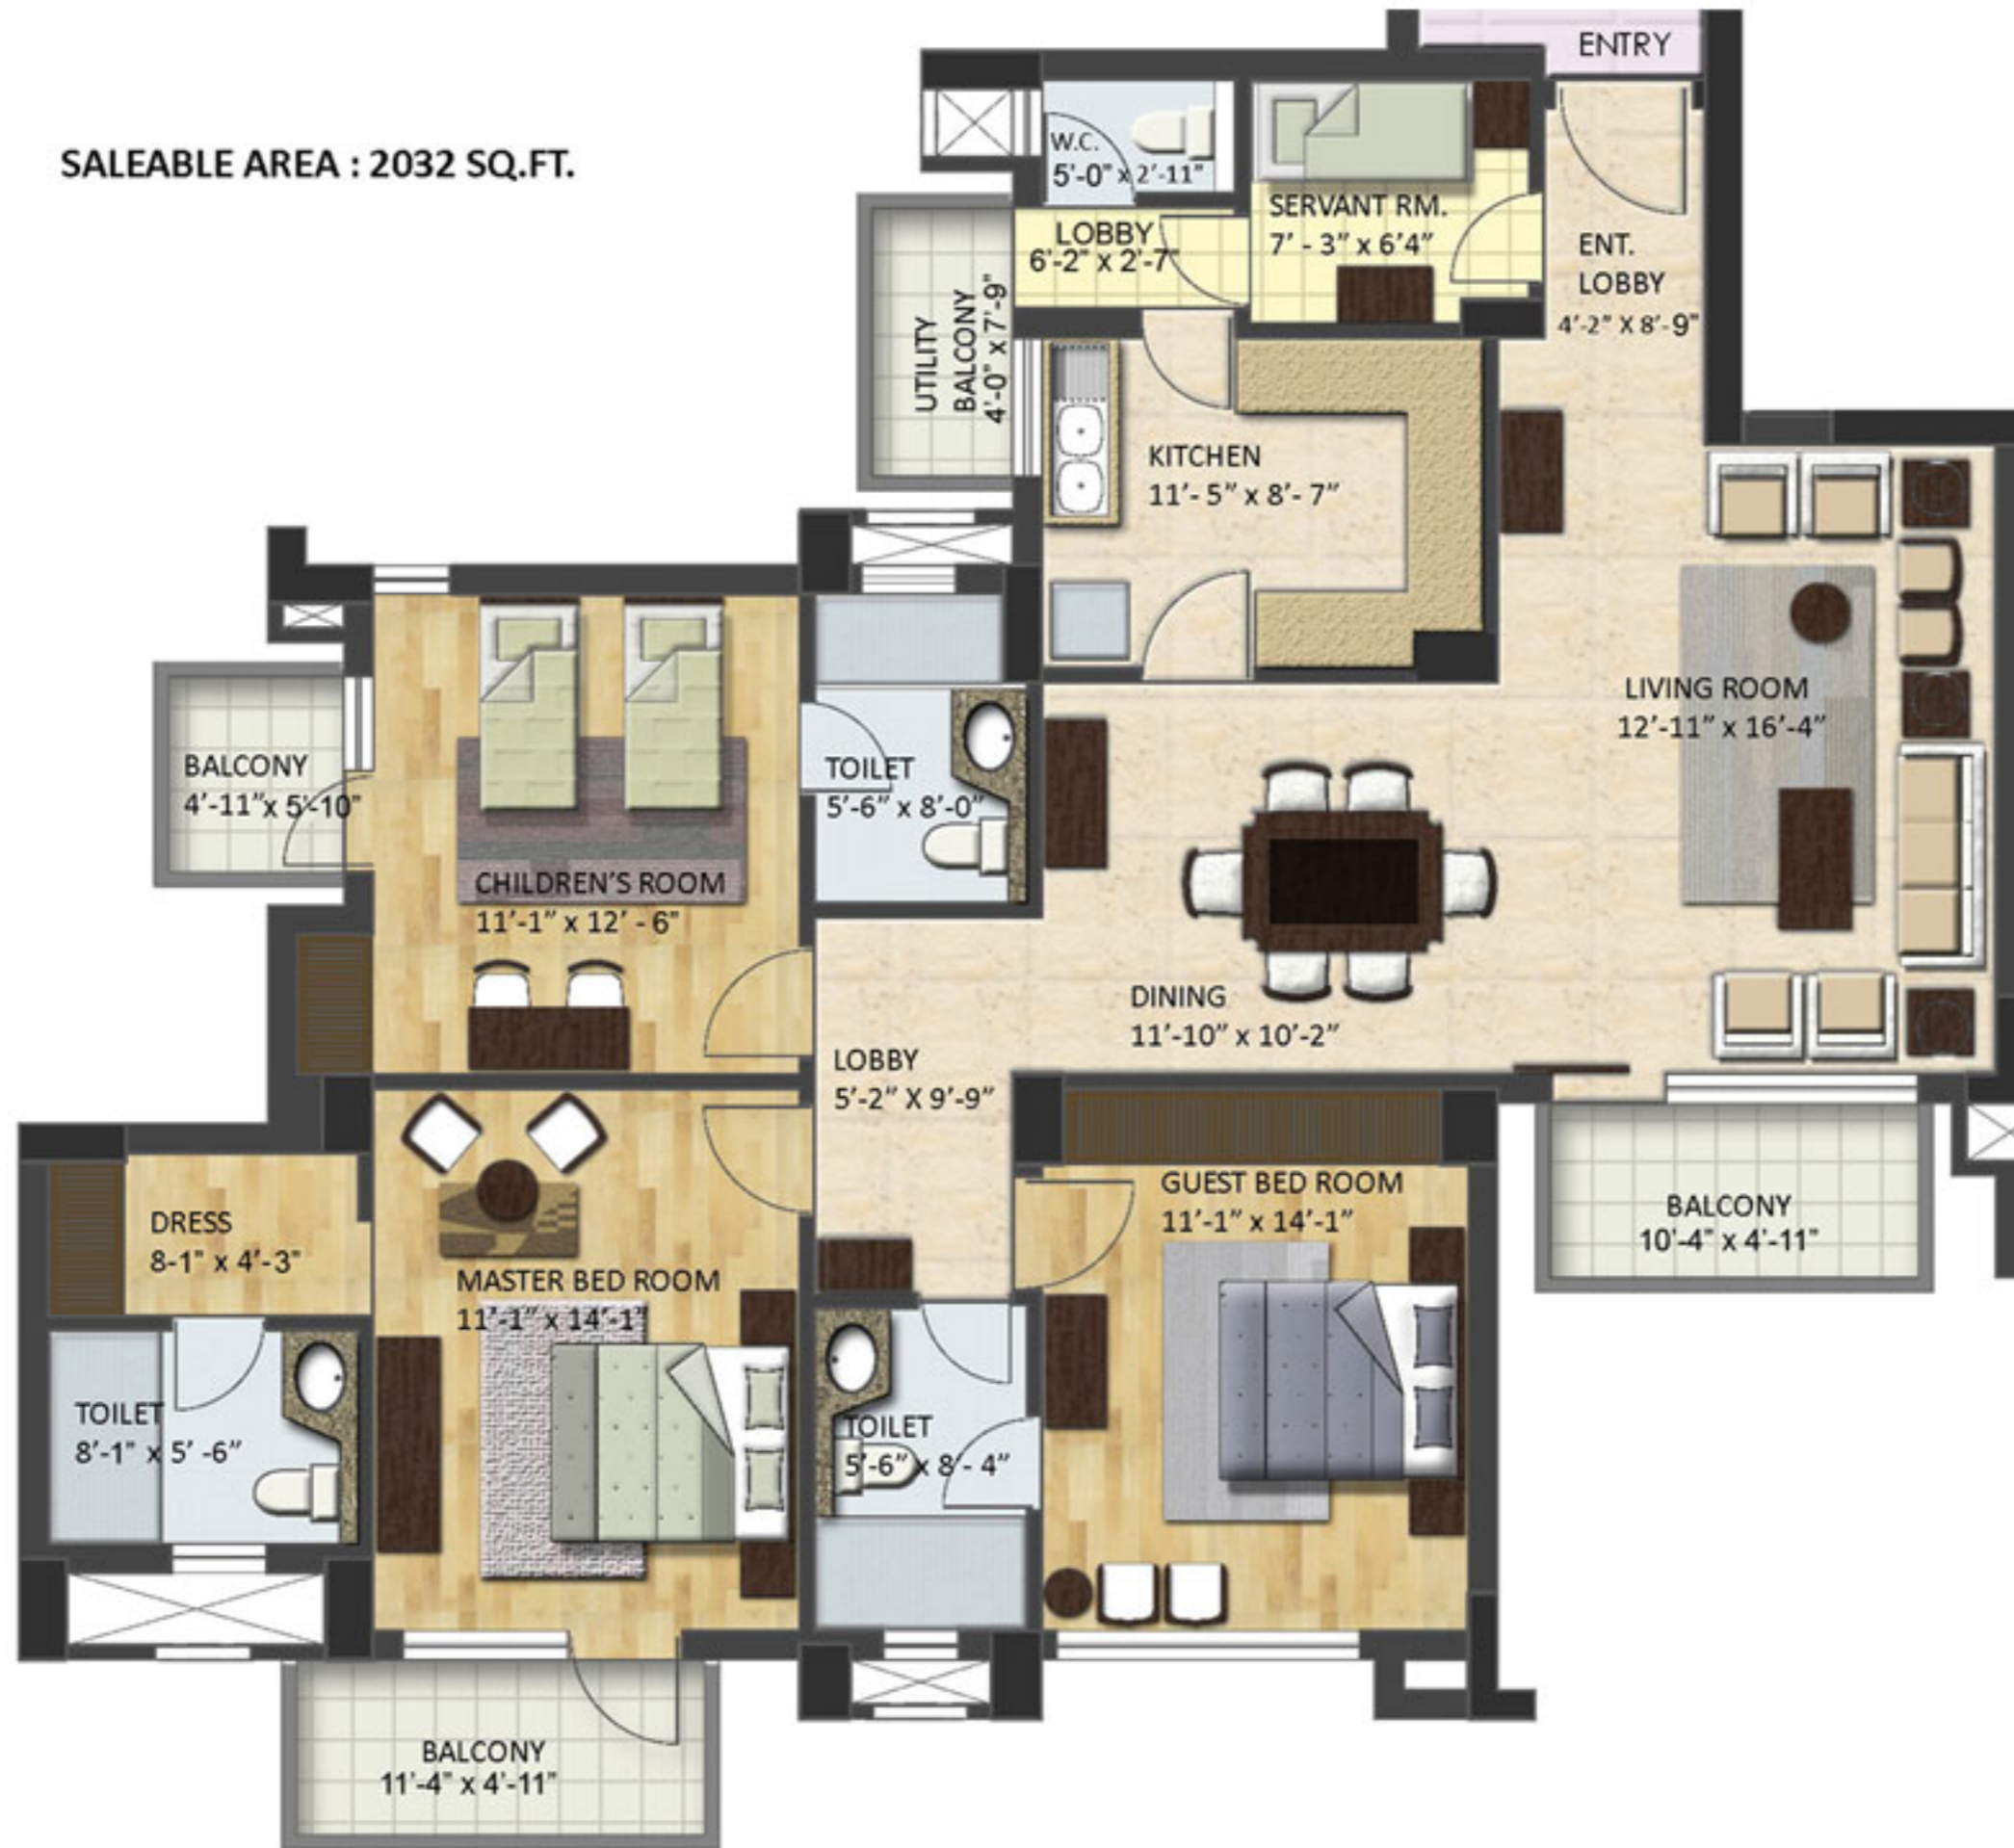 ENTRY
SALEABLE AREA : 2032 SQ.FT.
W.C.
5'-0" x 2'-11"
SERVANT RM.
7' - 3" x 6'4"
LOBBY
6'-2" x 2'-7"
ENT.
LOBBY
4'-2" X 8'-9"
UTILITY
BALCONY
4'-0" x 7'-9"
KITCHEN
11'- 5" x 8'- 7"
LIVING ROOM
12'-11" x 16'-4"
BALCONY
4'-11"x 5'-10"
TOILET
5'-6" x 8'-0"
CHILDREN'S ROOM
11'-1" x 12' - 6"
DINING
11'-10" x 10'-2"
LOBBY
5'-2" X 9'-9"
GUEST BED ROOM
11'-1" x 14'-1"
BALCONY
10'-4" x 4'-11"
DRESS
8-1" x 4'-3"
MASTER BED ROOM
11'-1" x 14'-1"
TOILET
8'-1" x 5' -6"
TOILET
5'-6" x 8'- 4"
BALCONY
11'-4" x 4'-11"